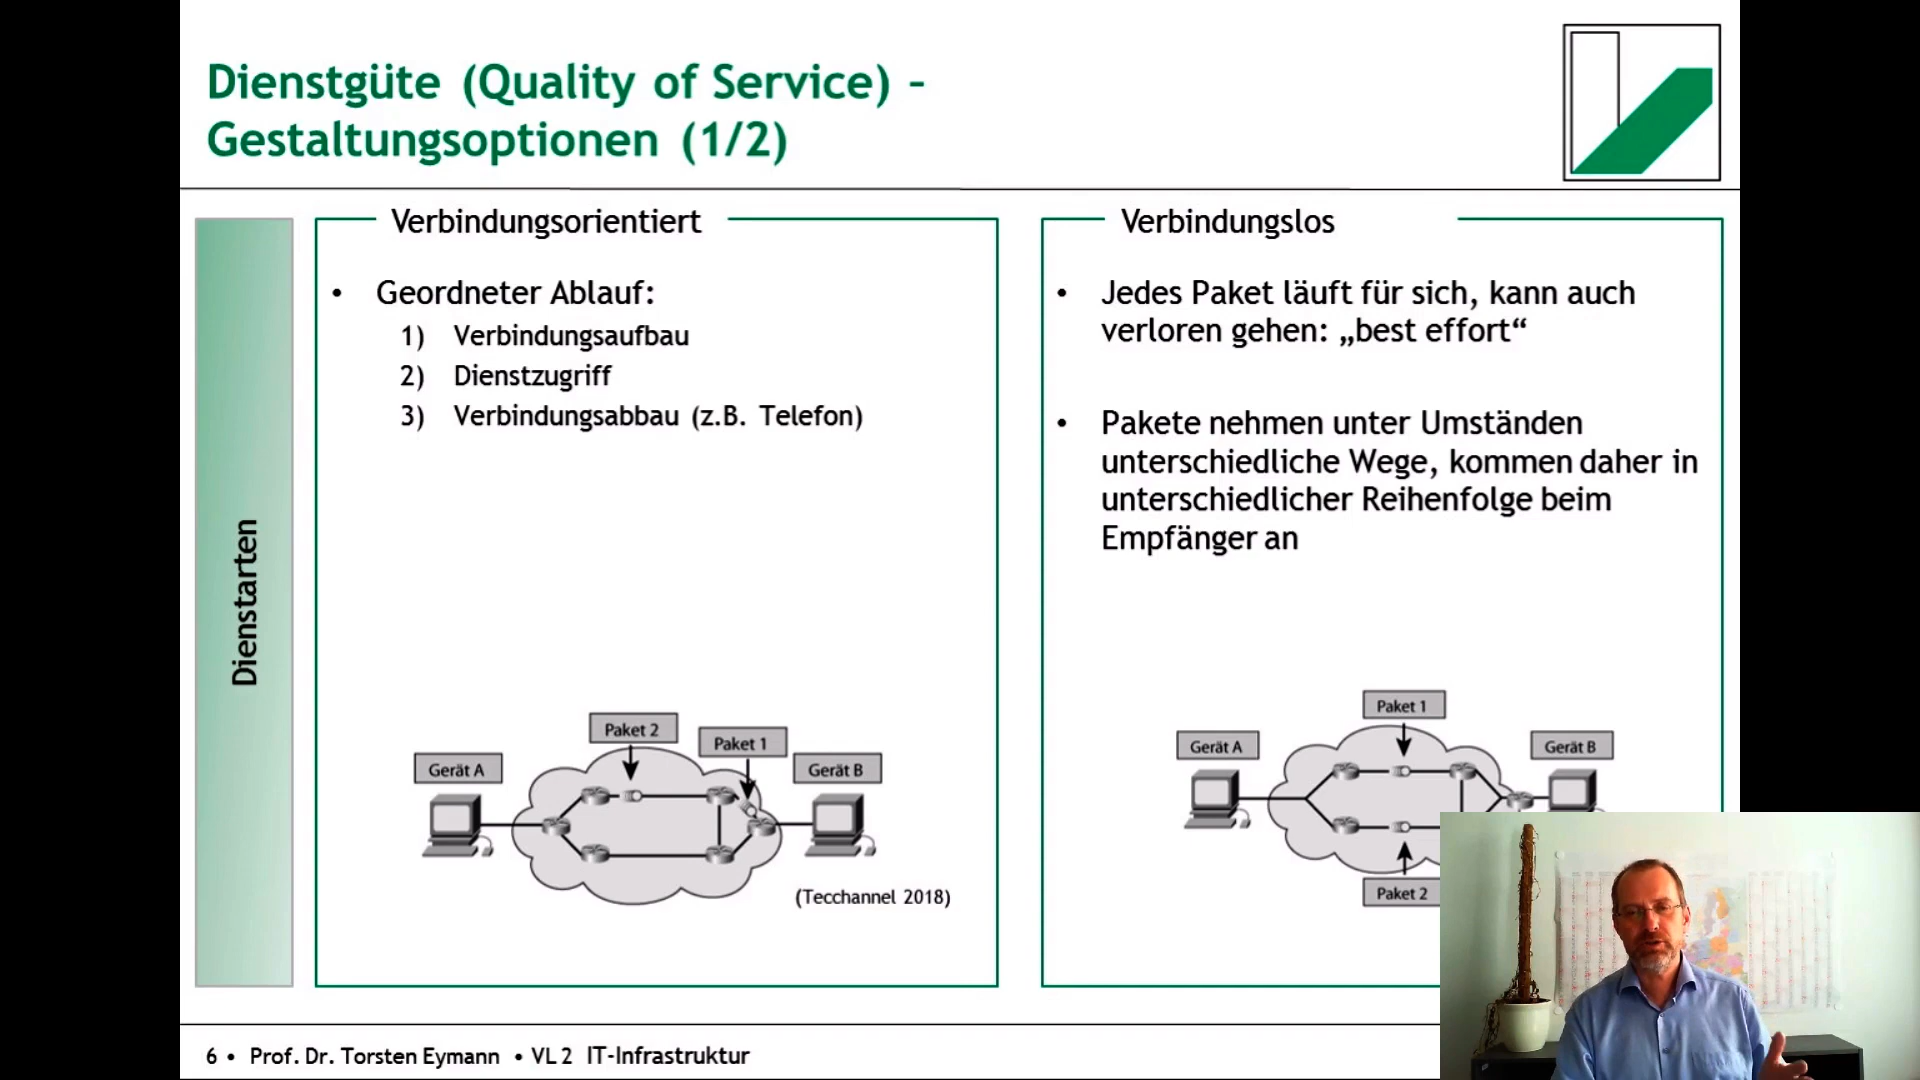 Dienstgüte (Quality of Service) –
Gestaltungsoptionen (1/2)
Dienstarten
Verbindungsorientiert
• Geordneter Ablauf:
1) Verbindungsaufbau
2) Dienstzugriff
3) Verbindungsabbau (z.B. Telefon)
Paket 2
Paket 1
Gerät A
Gerät B
(Tecchannel 2018)
Verbindungslos
• Jedes Paket läuft für sich, kann auch
verloren gehen: „best effort“
• Pakete nehmen unter Umständen
unterschiedliche Wege, kommen daher in
unterschiedlicher Reihenfolge beim
Empfänger an
Paket 1
Gerät A
Gerät B
Paket 2
6 • Prof. Dr. Torsten Eymann • VL 2 IT-Infrastruktur